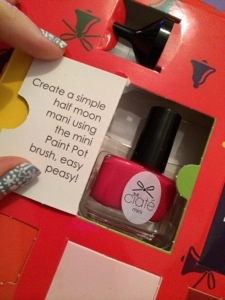 Create a simple
half moon
mani using
the mini
Paint Pot
brush, easy
peasy!
ciaté
mini